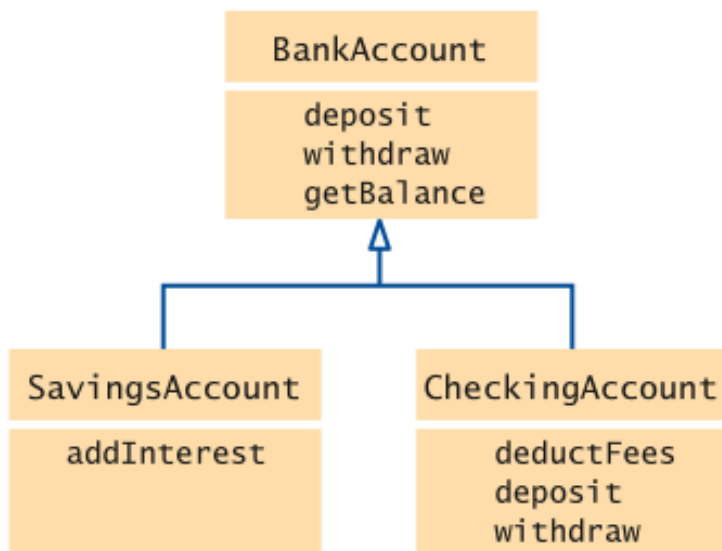 BankAccount
deposit
withdraw
getBalance
SavingsAccount
addInterest
CheckingAccount
deductFees
deposit
withdraw